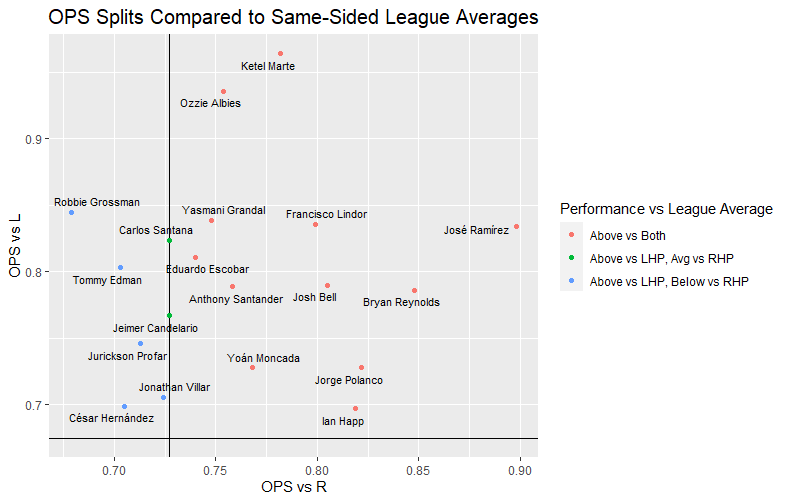 OPS Splits Compared to Same-Sided League Averages
Ketel Marte
Ozzie Albies
0.9
Robbie Grossman
Yasmani Grandal
Francisco Lindor
Carlos Santana
José Ramírez
OPS vs L
0.8
Eduardo Escobar
Tommy Edman
Anthony Santander
Josh Bell
Bryan Reynolds
Jeimer Candelario
Jurickson Profar
Yoán Moncada
Jorge Polanco
Jonathan Villar
0.7
César Hernández
Ian Happ
0.70
0.75
0.80
0.85
0.90
OPS vs R
Performance vs League Average
Above vs Both
Above vs LHP, Avg vs RHP
Above vs LHP, Below vs RHP